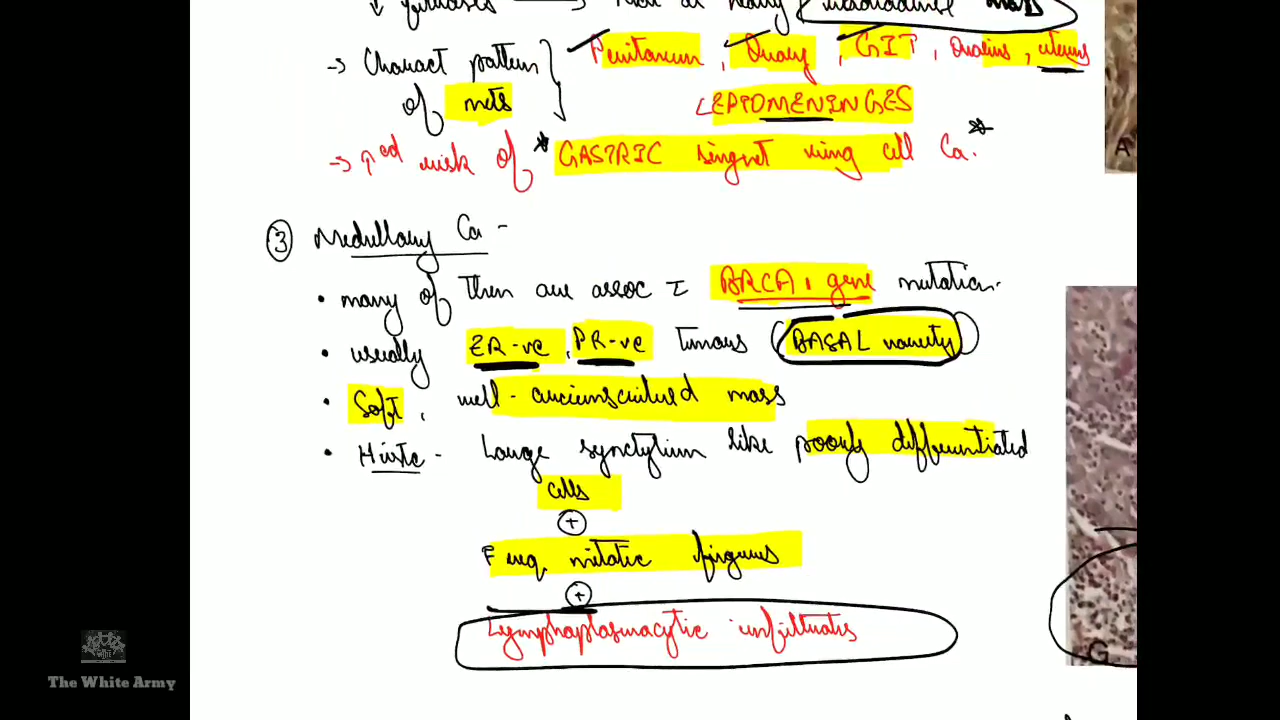 → Charact pattern of mets
Peritoneum, Ovary, GIT, Ovaries, uterus
LEPTOMENINGES
→ ↑ed risk of * GASTRIC singnet ring cell Ca.*
③ Medullary Ca -
• many of Them are assoc c̄ BRCA 1 gene mutation.
• usually ER-ve, PR-ve Tumors (BASAL variety)
• Soft, well-circumscribed mass
• Histo - Large synctytium like poorly differentiated
cells
+
Freq. mitotic figures
+
Lymphoplasmacytic infiltrates
A
G
The White Army